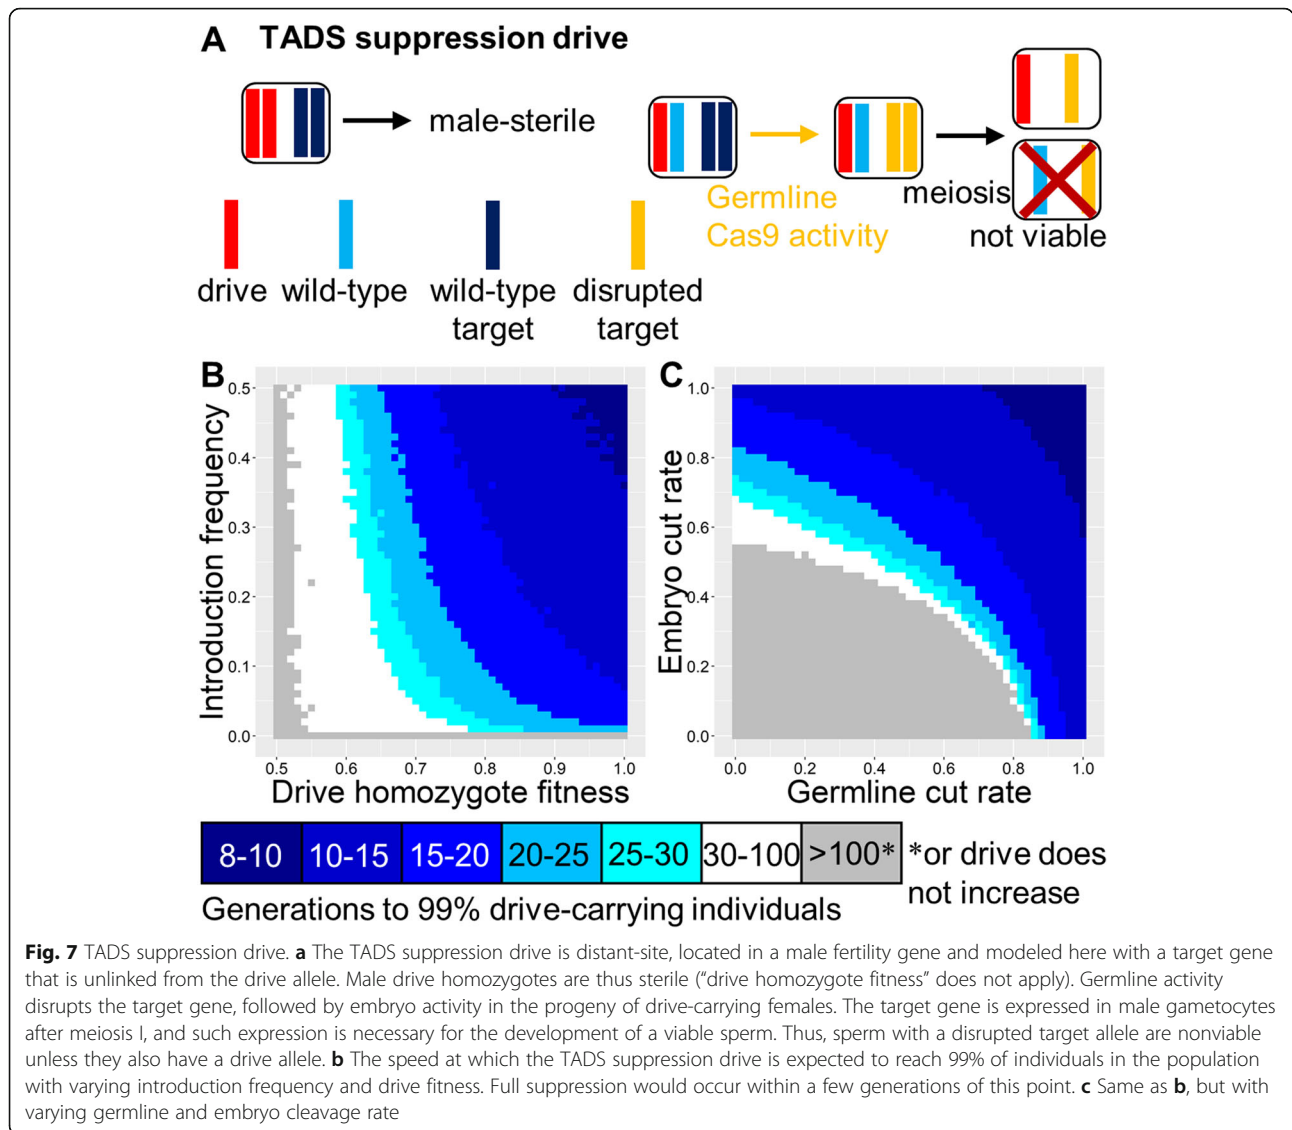 A TADS suppression drive
male-sterile
Germline
Cas9 activity
meiosis
not viable
drive wild-type wild-type disrupted
target target
B
Introduction frequency
0.5
0.4
0.3
0.2
0.1
0.0
0.5 0.6 0.7 0.8 0.9 1.0
Drive homozygote fitness
C
Embryo cut rate
1.0
0.8
0.6
0.4
0.2
0.0
0.0 0.2 0.4 0.6 0.8 1.0
Germline cut rate
8-10 10-15 15-20 20-25 25-30 30-100 >100* *or drive does
not increase
Generations to 99% drive-carrying individuals
Fig. 7 TADS suppression drive. a The TADS suppression drive is distant-site, located in a male fertility gene and modeled here with a target gene
that is unlinked from the drive allele. Male drive homozygotes are thus sterile (“drive homozygote fitness” does not apply). Germline activity
disrupts the target gene, followed by embryo activity in the progeny of drive-carrying females. The target gene is expressed in male gametocytes
after meiosis I, and such expression is necessary for the development of a viable sperm. Thus, sperm with a disrupted target allele are nonviable
unless they also have a drive allele. b The speed at which the TADS suppression drive is expected to reach 99% of individuals in the population
with varying introduction frequency and drive fitness. Full suppression would occur within a few generations of this point. c Same as b, but with
varying germline and embryo cleavage rate